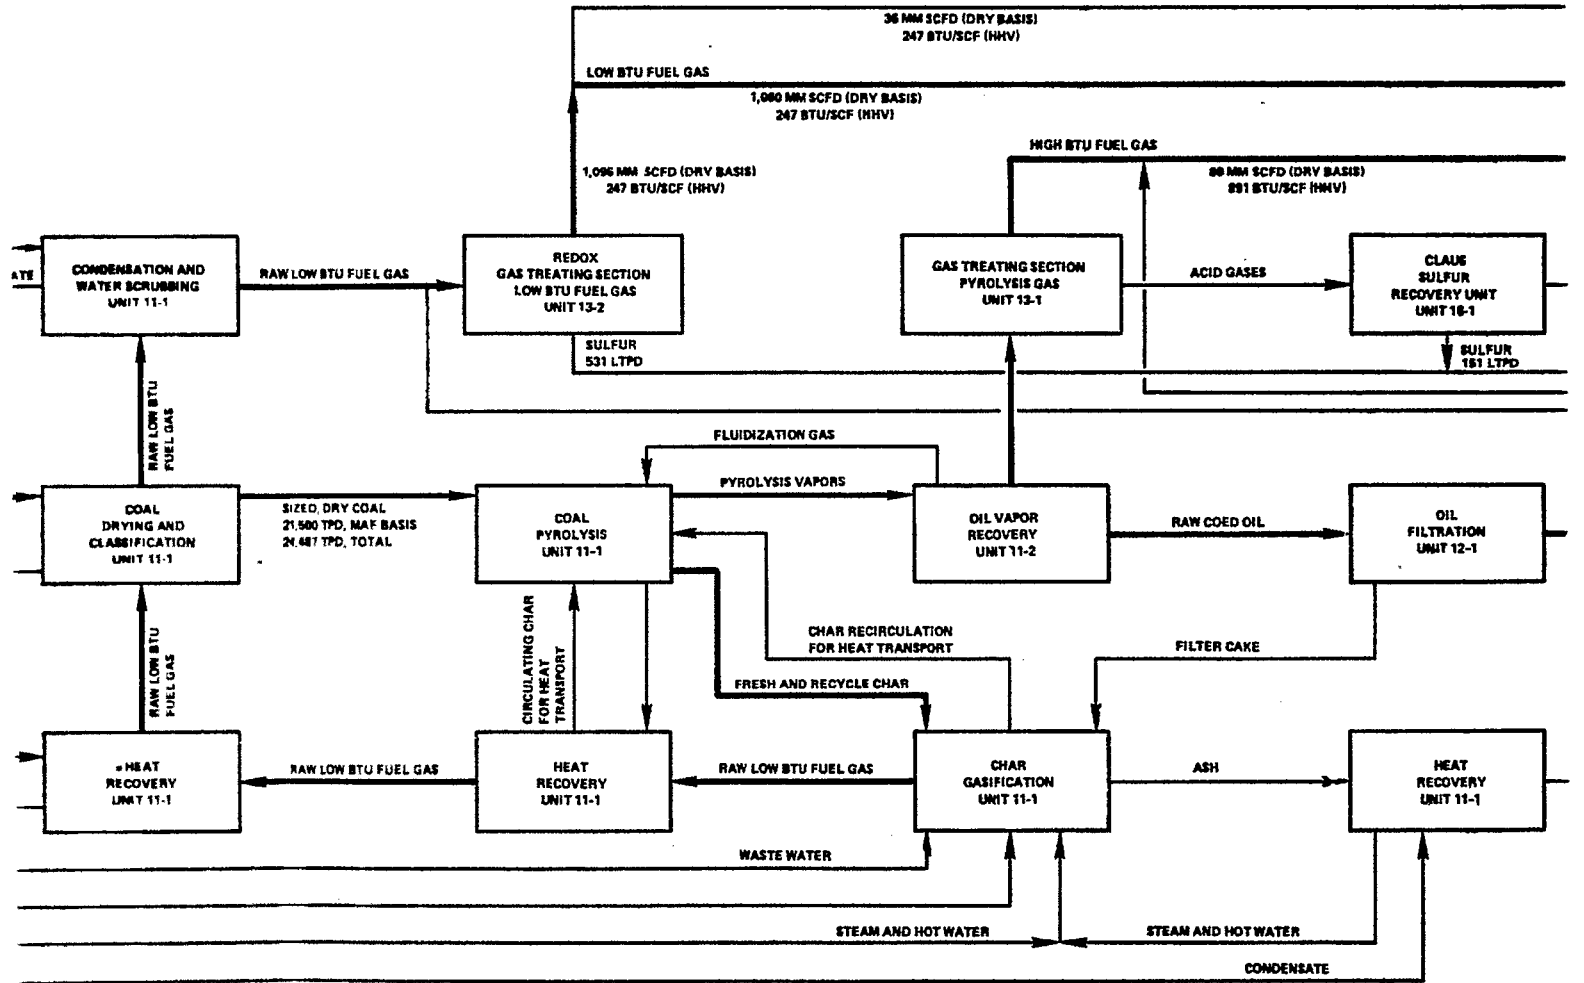 36 MM SCFD (DRY BASIS)
247 BTU/SCF (HHV)
LOW BTU FUEL GAS
1,060 MM SCFD (DRY BASIS)
247 BTU/SCF (HHV)
HIGH BTU FUEL GAS
1,096 MM SCFD (DRY BASIS)
247 BTU/SCF (HHV)
MM SCFD (DRY BASIS)
891 BTU/SCF (HHV)
ATE
CONDENSATION AND
WATER SCRUBBING
UNIT 11-1
RAW LOW BTU FUEL GAS
REDOX
GAS TREATING SECTION
LOW BTU FUEL GAS
UNIT 13-2
GAS TREATING SECTION
PYROLYSIS GAS
UNIT 13-1
ACID GASES
CLAUS
SULFUR
RECOVERY UNIT
UNIT 16-1
SULFUR
531 LTPD
SULFUR
151 LTPD
RAW LOW BTU
FUEL GAS
FLUIDIZATION GAS
COAL
DRYING AND
CLASSIFICATION
UNIT 11-1
SIZED, DRY COAL
21,500 TPD, MAF BASIS
24,487 TPD, TOTAL
COAL
PYROLYSIS
UNIT 11-1
PYROLYSIS VAPORS
OIL VAPOR
RECOVERY
UNIT 11-2
RAW COED OIL
OIL
FILTRATION
UNIT 12-1
RAW LOW BTU
FUEL GAS
CIRCULATING CHAR
FOR HEAT
TRANSPORT
CHAR RECIRCULATION
FOR HEAT TRANSPORT
FILTER CAKE
FRESH AND RECYCLE CHAR
HEAT
RECOVERY
UNIT 11-1
RAW LOW BTU FUEL GAS
HEAT
RECOVERY
UNIT 11-1
RAW LOW BTU FUEL GAS
CHAR
GASIFICATION
UNIT 11-1
ASH
HEAT
RECOVERY
UNIT 11-1
WASTE WATER
STEAM AND HOT WATER
STEAM AND HOT WATER
CONDENSATE